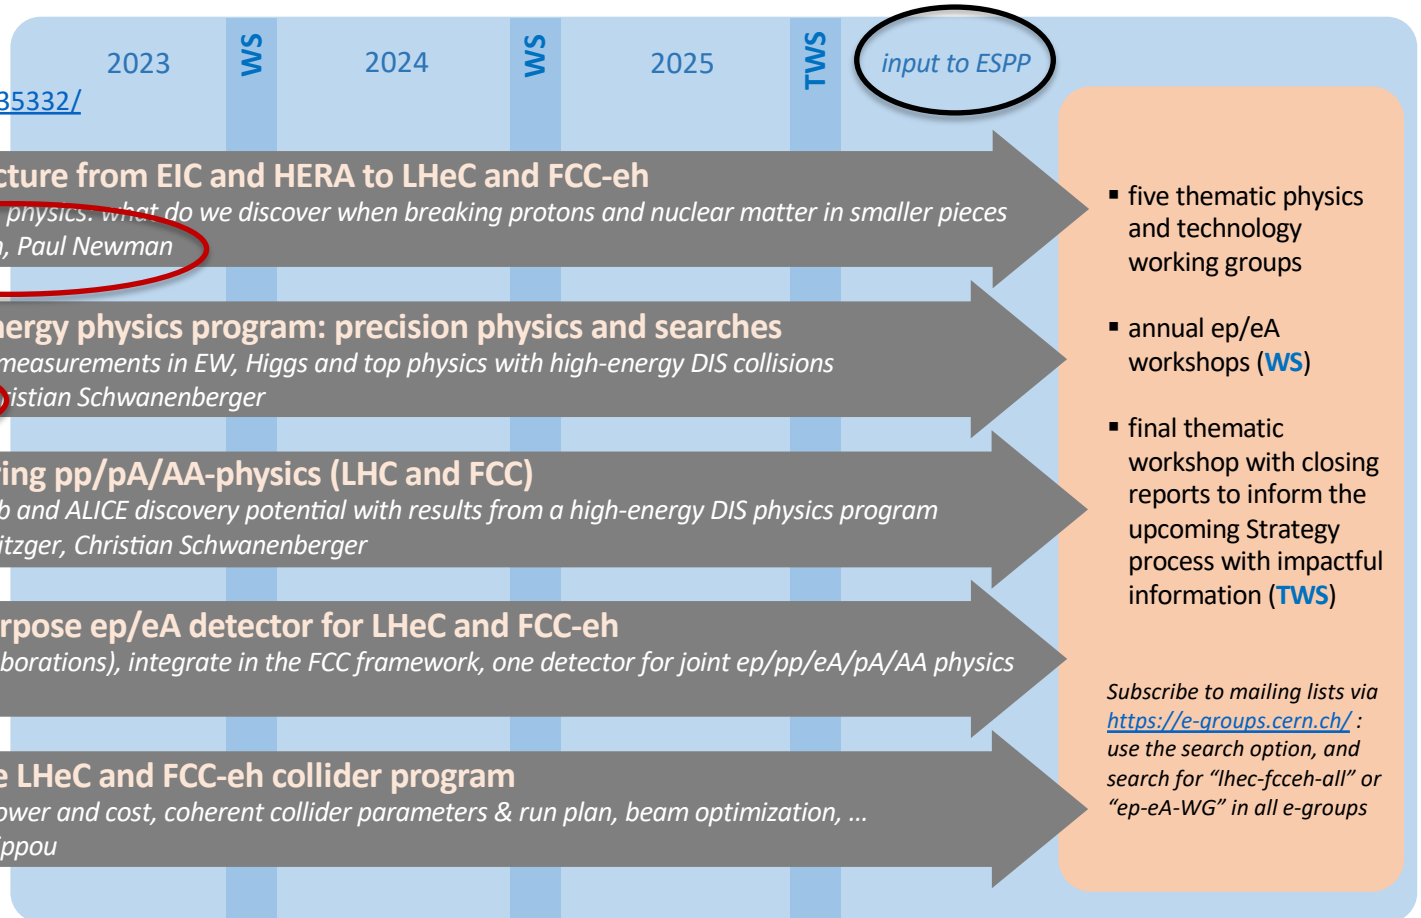 2023 WS 2024 WS 2025 TWS input to ESPP
35332/
cture from EIC and HERA to LHeC and FCC-eh
physics: what do we discover when breaking protons and nuclear matter in smaller pieces
n, Paul Newman
nergy physics program: precision physics and searches
measurements in EW, Higgs and top physics with high-energy DIS collisions
ristian Schwanenberger
ring pp/pA/AA-physics (LHC and FCC)
b and ALICE discovery potential with results from a high-energy DIS physics program
itzger, Christian Schwanenberger
rpose ep/eA detector for LHeC and FCC-eh
aborations), integrate in the FCC framework, one detector for joint ep/pp/eA/pA/AA physics
e LHeC and FCC-eh collider program
ower and cost, coherent collider parameters & run plan, beam optimization, …
ippou
▪ five thematic physics
and technology
working groups
▪ annual ep/eA
workshops (WS)
▪ final thematic
workshop with closing
reports to inform the
upcoming Strategy
process with impactful
information (TWS)
Subscribe to mailing lists via
https://e-groups.cern.ch/ :
use the search option, and
search for “lhec-fcceh-all” or
“ep-eA-WG” in all e-groups